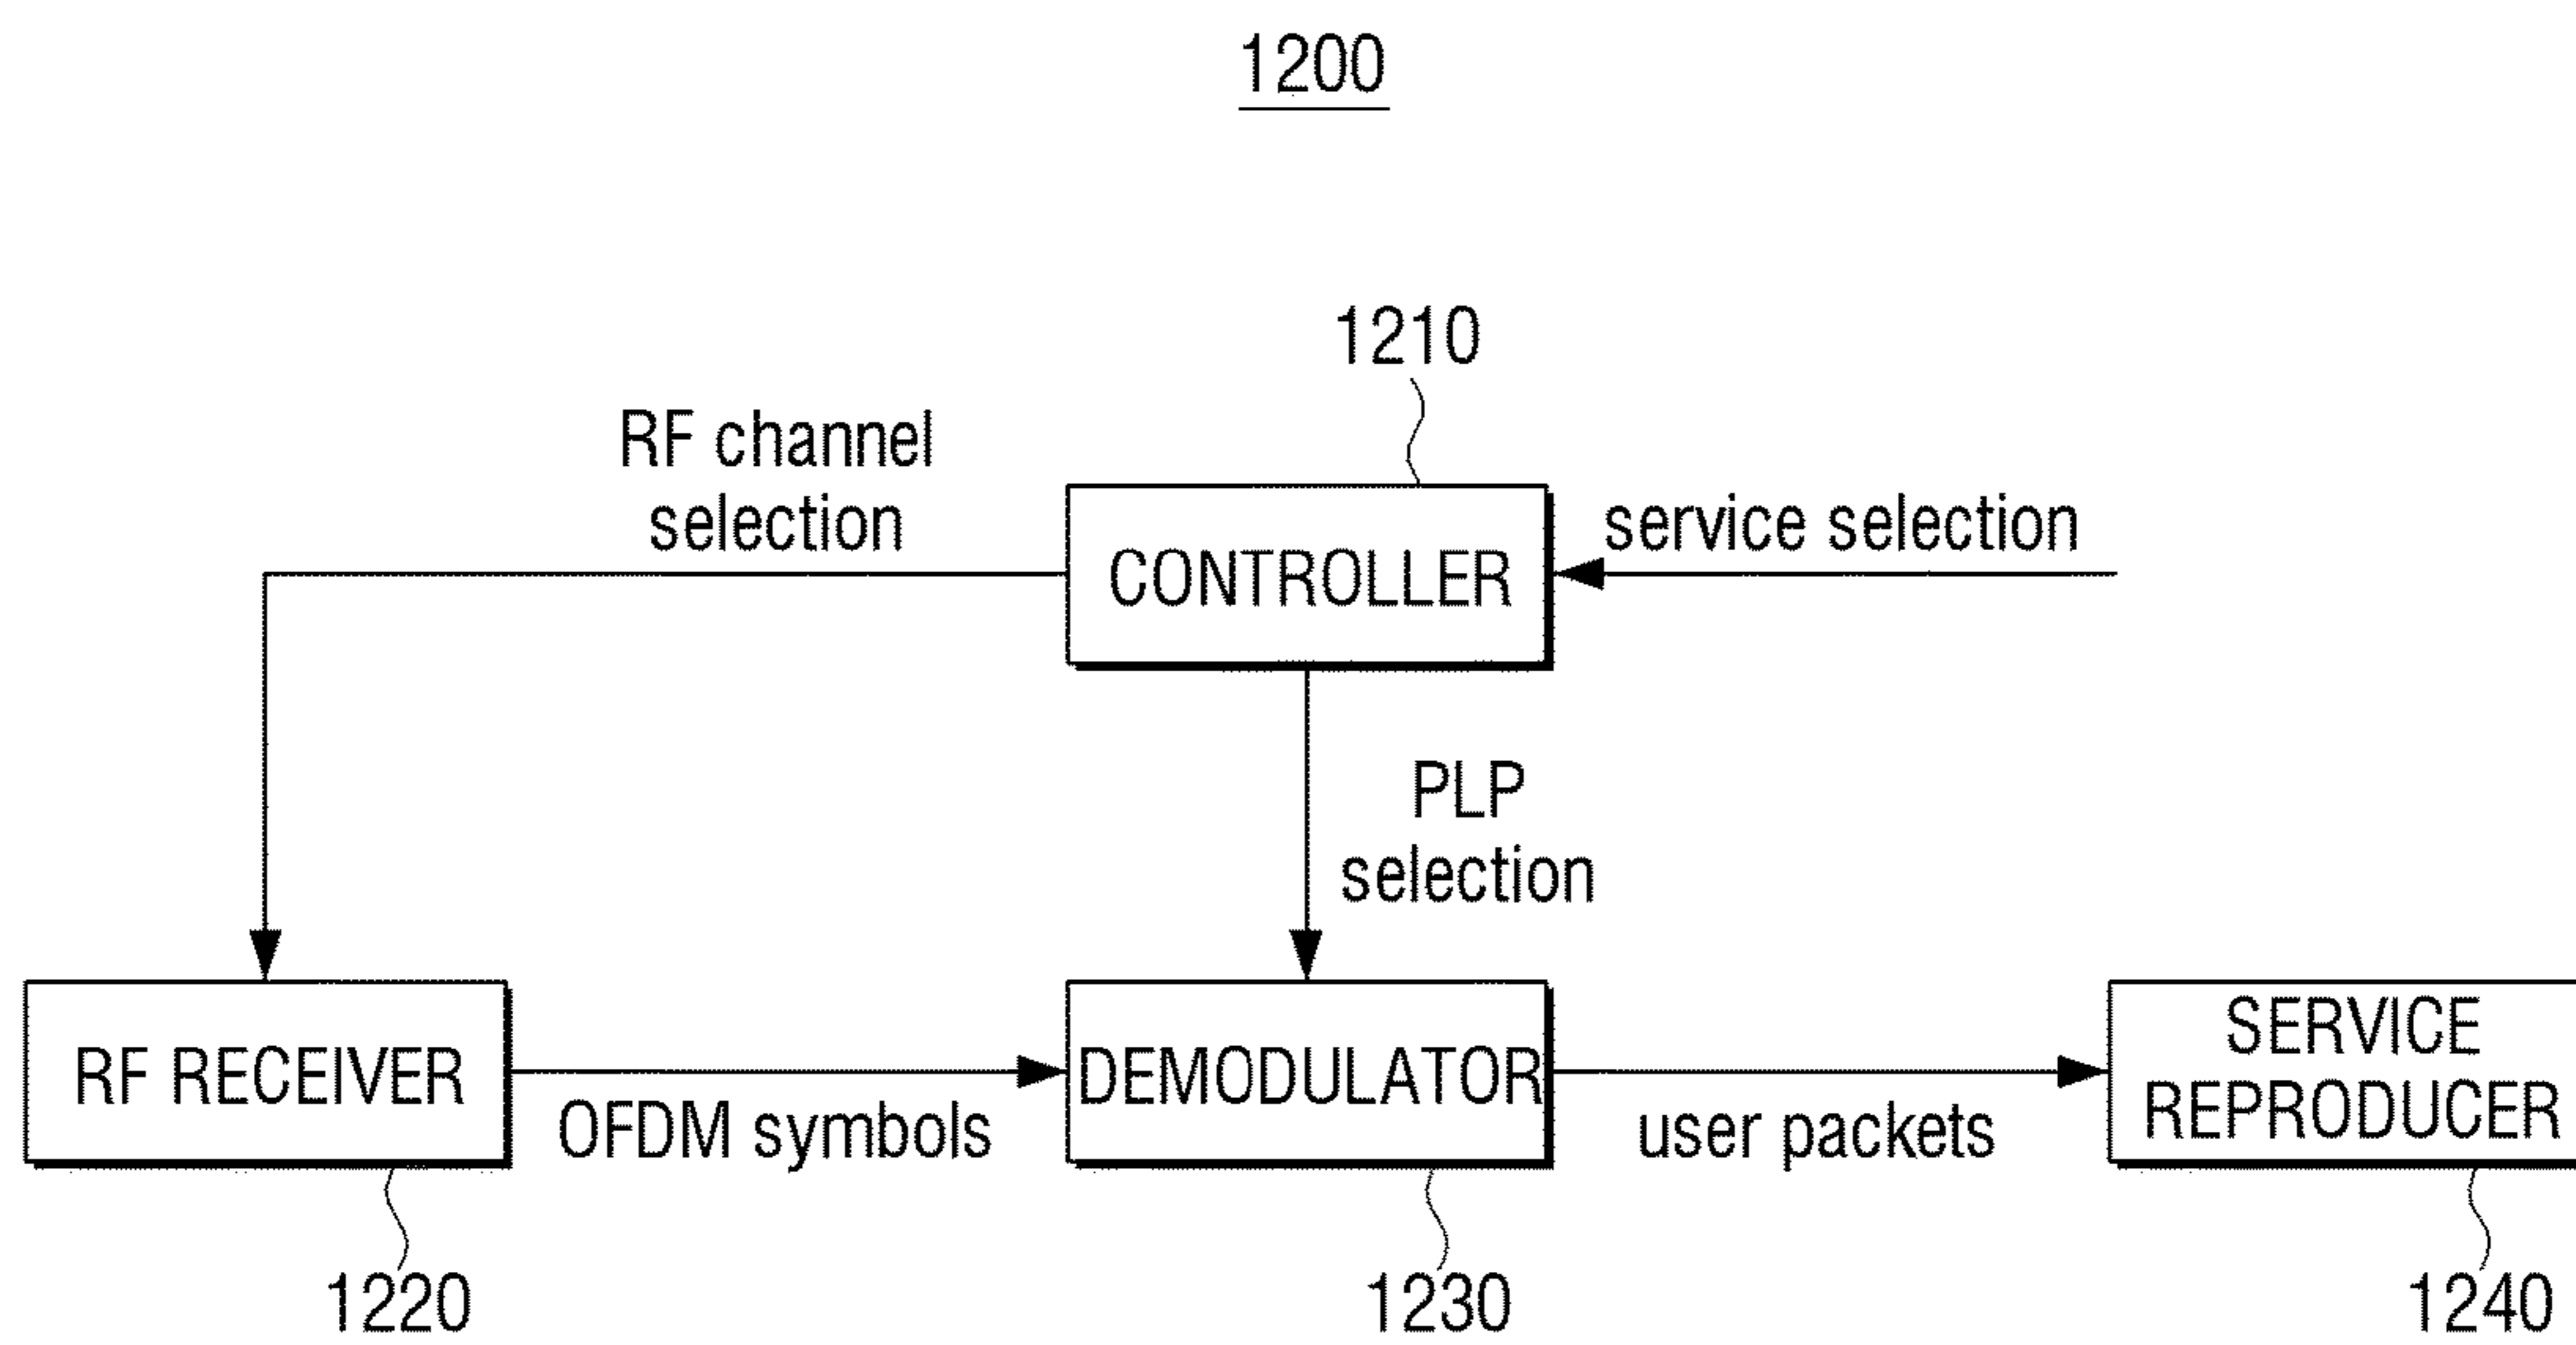 1200
1210
RF channel
selection
service selection
CONTROLLER
PLP
selection
RF RECEIVER
OFDM symbols
DEMODULATOR
user packets
SERVICE
REPRODUCER
1220
1230
1240